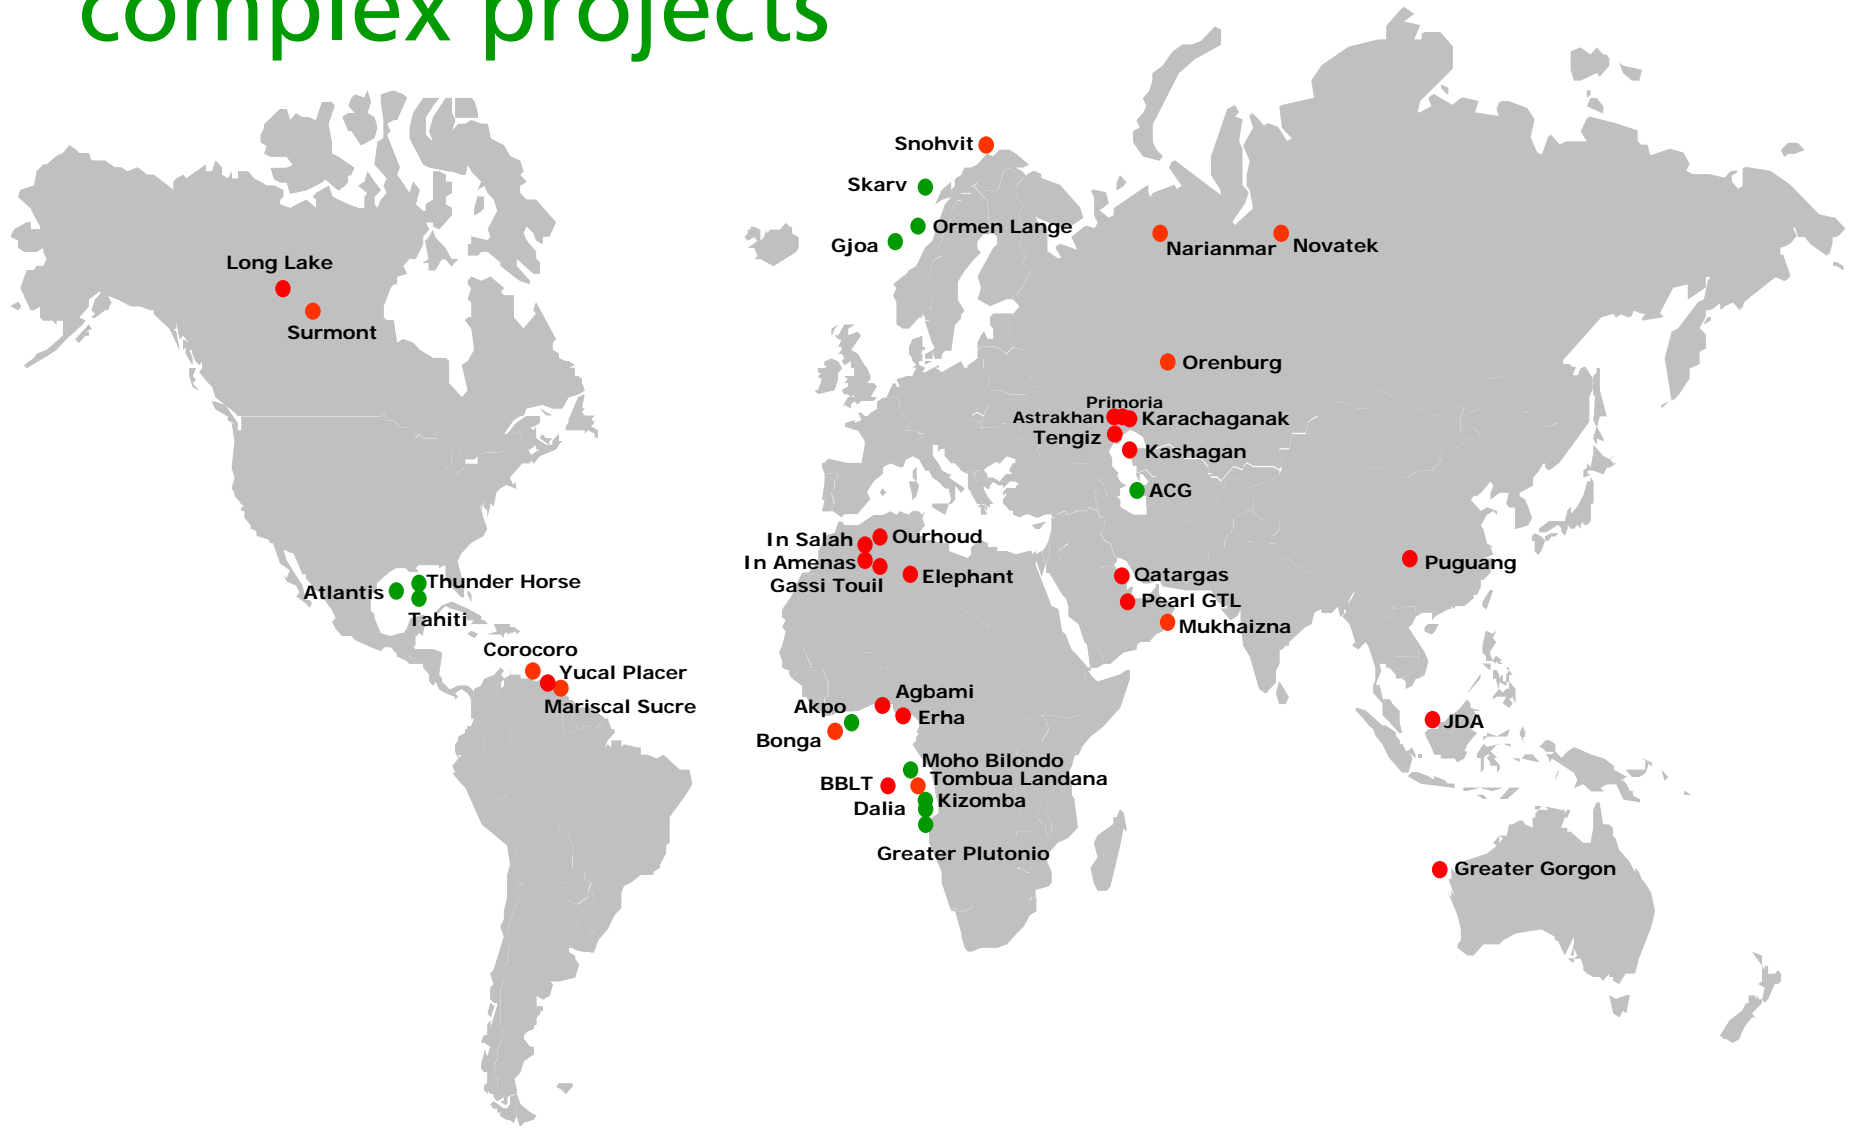 complex projects
Snohvit
Skarv
Ormen Lange
Gjoa
Narianmar
Novatek
Long Lake
Surmont
Orenburg
Primoria
Astrakhan
Karachaganak
Tengiz
Kashagan
ACG
In Salah
Ourhoud
In Amenas
Gassi Touil
Elephant
Qatargas
Pearl GTL
Mukhaizna
Puguang
Thunder Horse
Atlantis
Tahiti
Corocoro
Yucal Placer
Mariscal Sucre
Agbami
Akpo
Erha
Bonga
JDA
Moho Bilondo
Tombua Landana
BBLT
Kizomba
Dalia
Greater Plutonio
Greater Gorgon